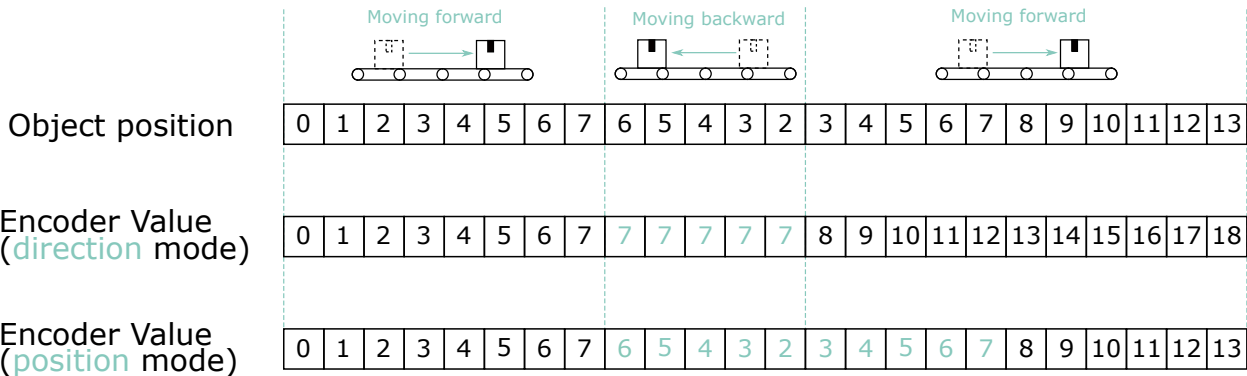 Moving forward Moving backward Moving forward
Object position 0 1 2 3 4 5 6 7 6 5 4 3 2 3 4 5 6 7 8 9 10 11 12 13
Encoder Value
(direction mode) 0 1 2 3 4 5 6 7 7 7 7 7 7 8 9 10 11 12 13 14 15 16 17 18
Encoder Value
(position mode) 0 1 2 3 4 5 6 7 6 5 4 3 2 3 4 5 6 7 8 9 10 11 12 13